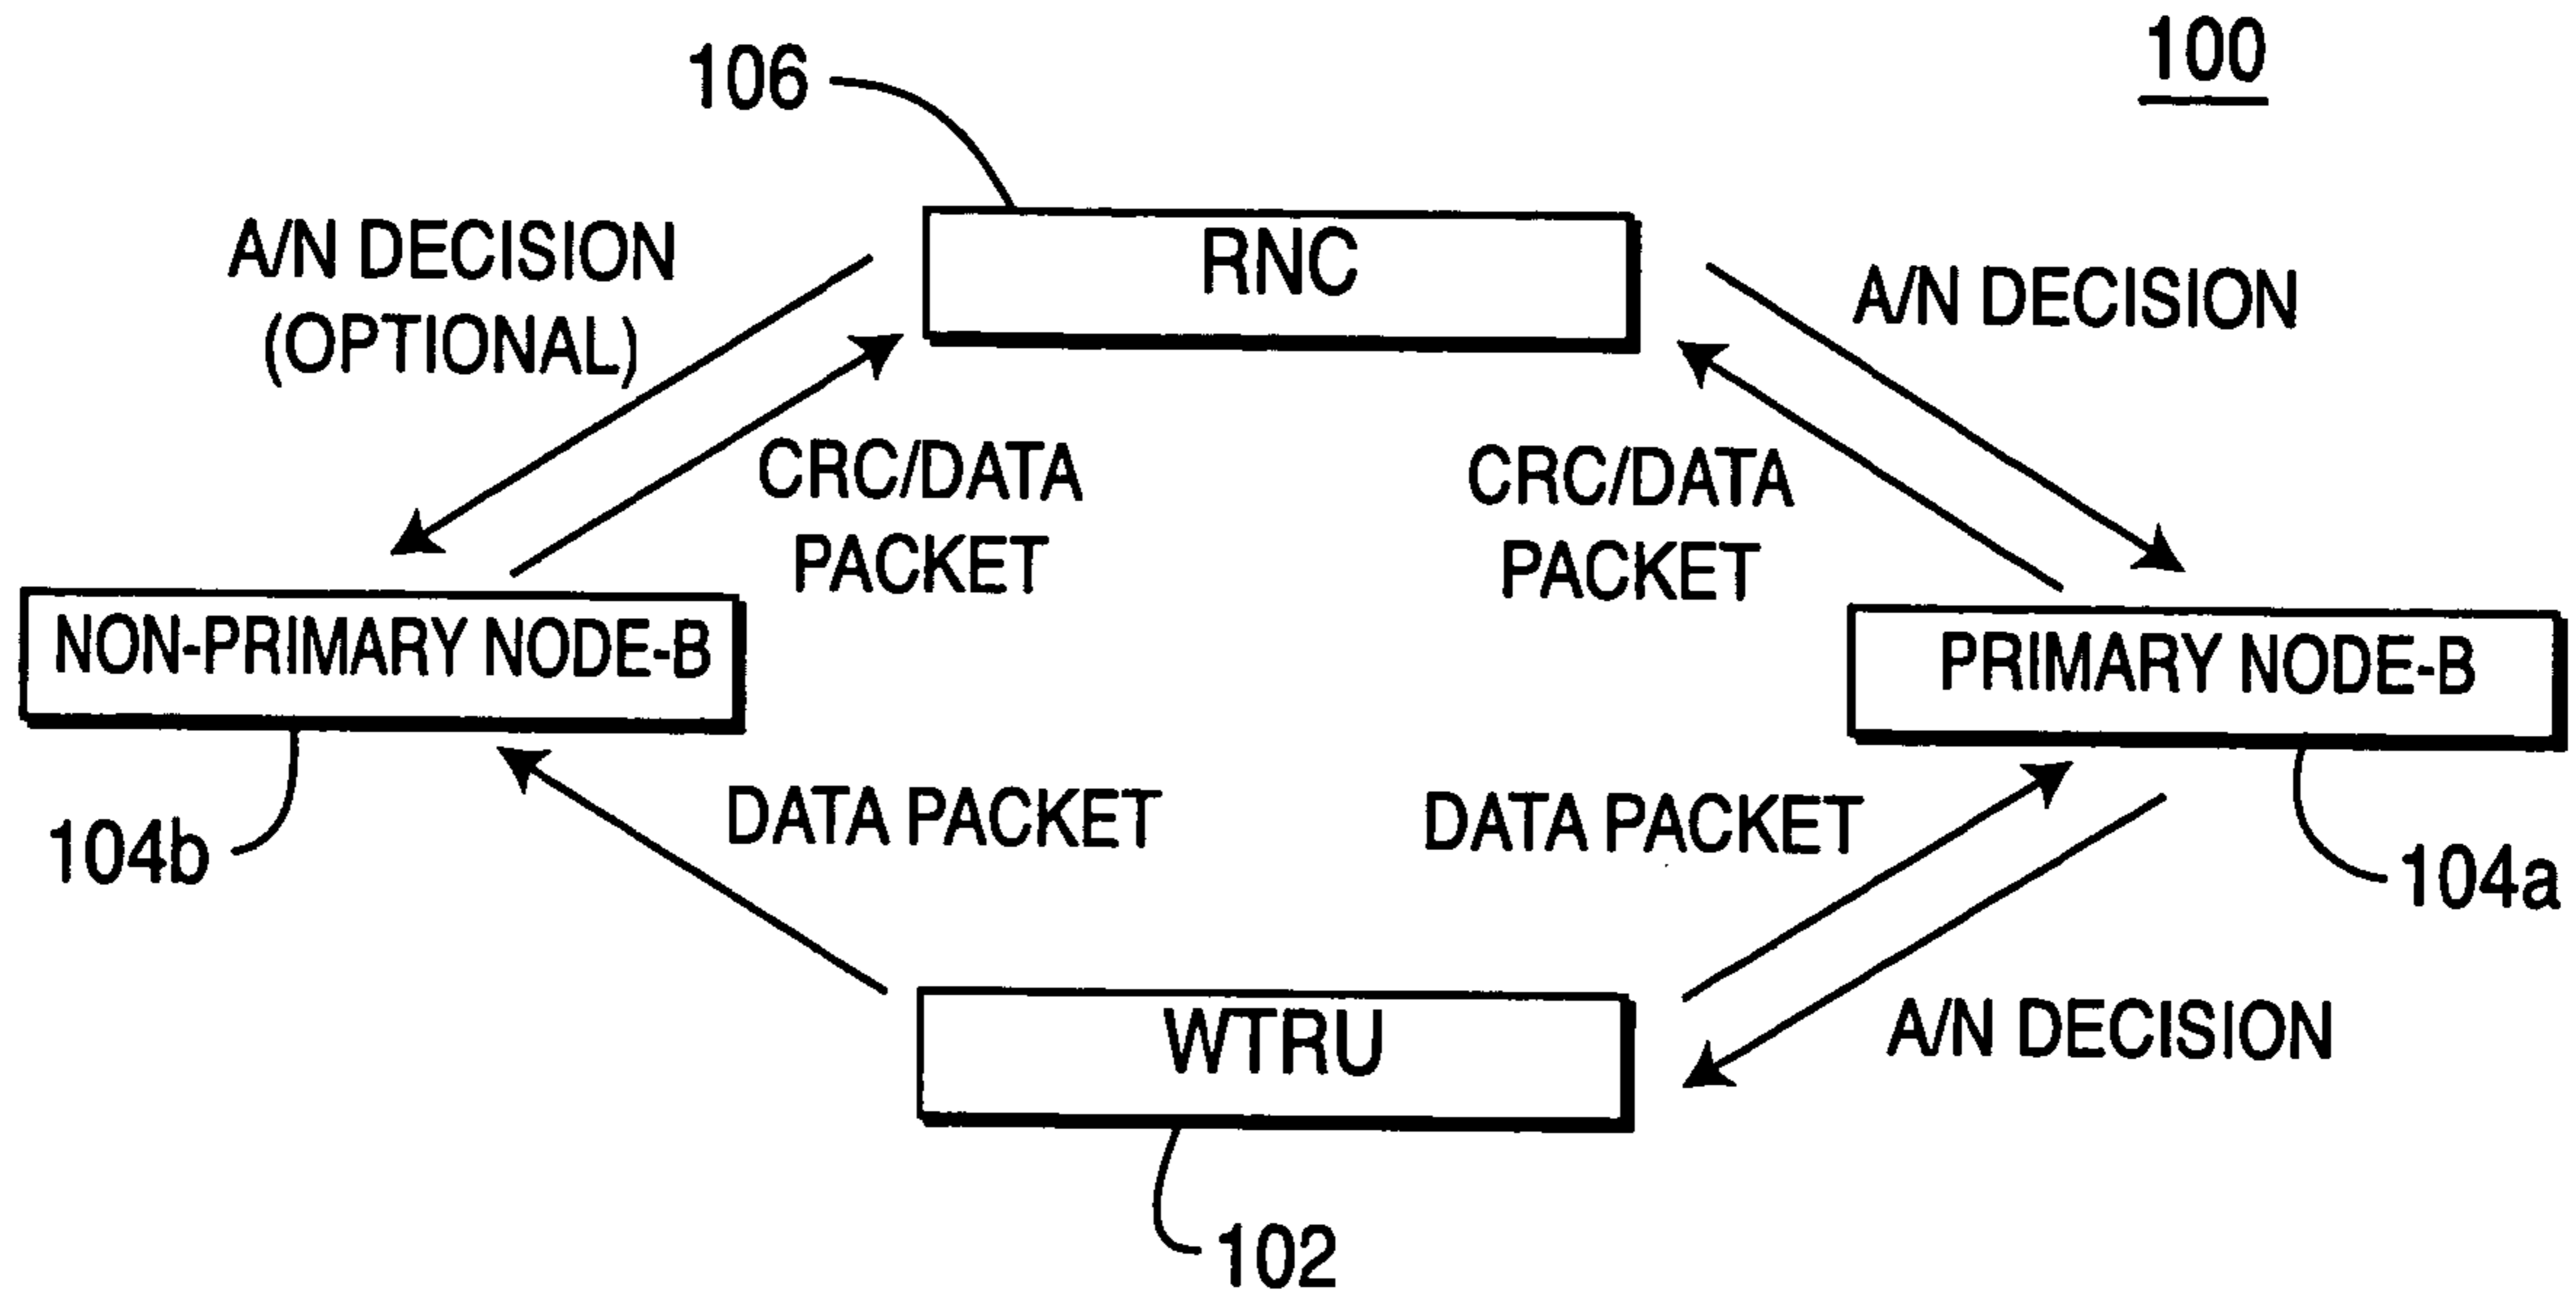 100
106
RNC
A/N DECISION
(OPTIONAL)
A/N DECISION
CRC/DATA
PACKET
CRC/DATA
PACKET
NON-PRIMARY NODE-B
PRIMARY NODE-B
104b
DATA PACKET
DATA PACKET
104a
WTRU
A/N DECISION
102